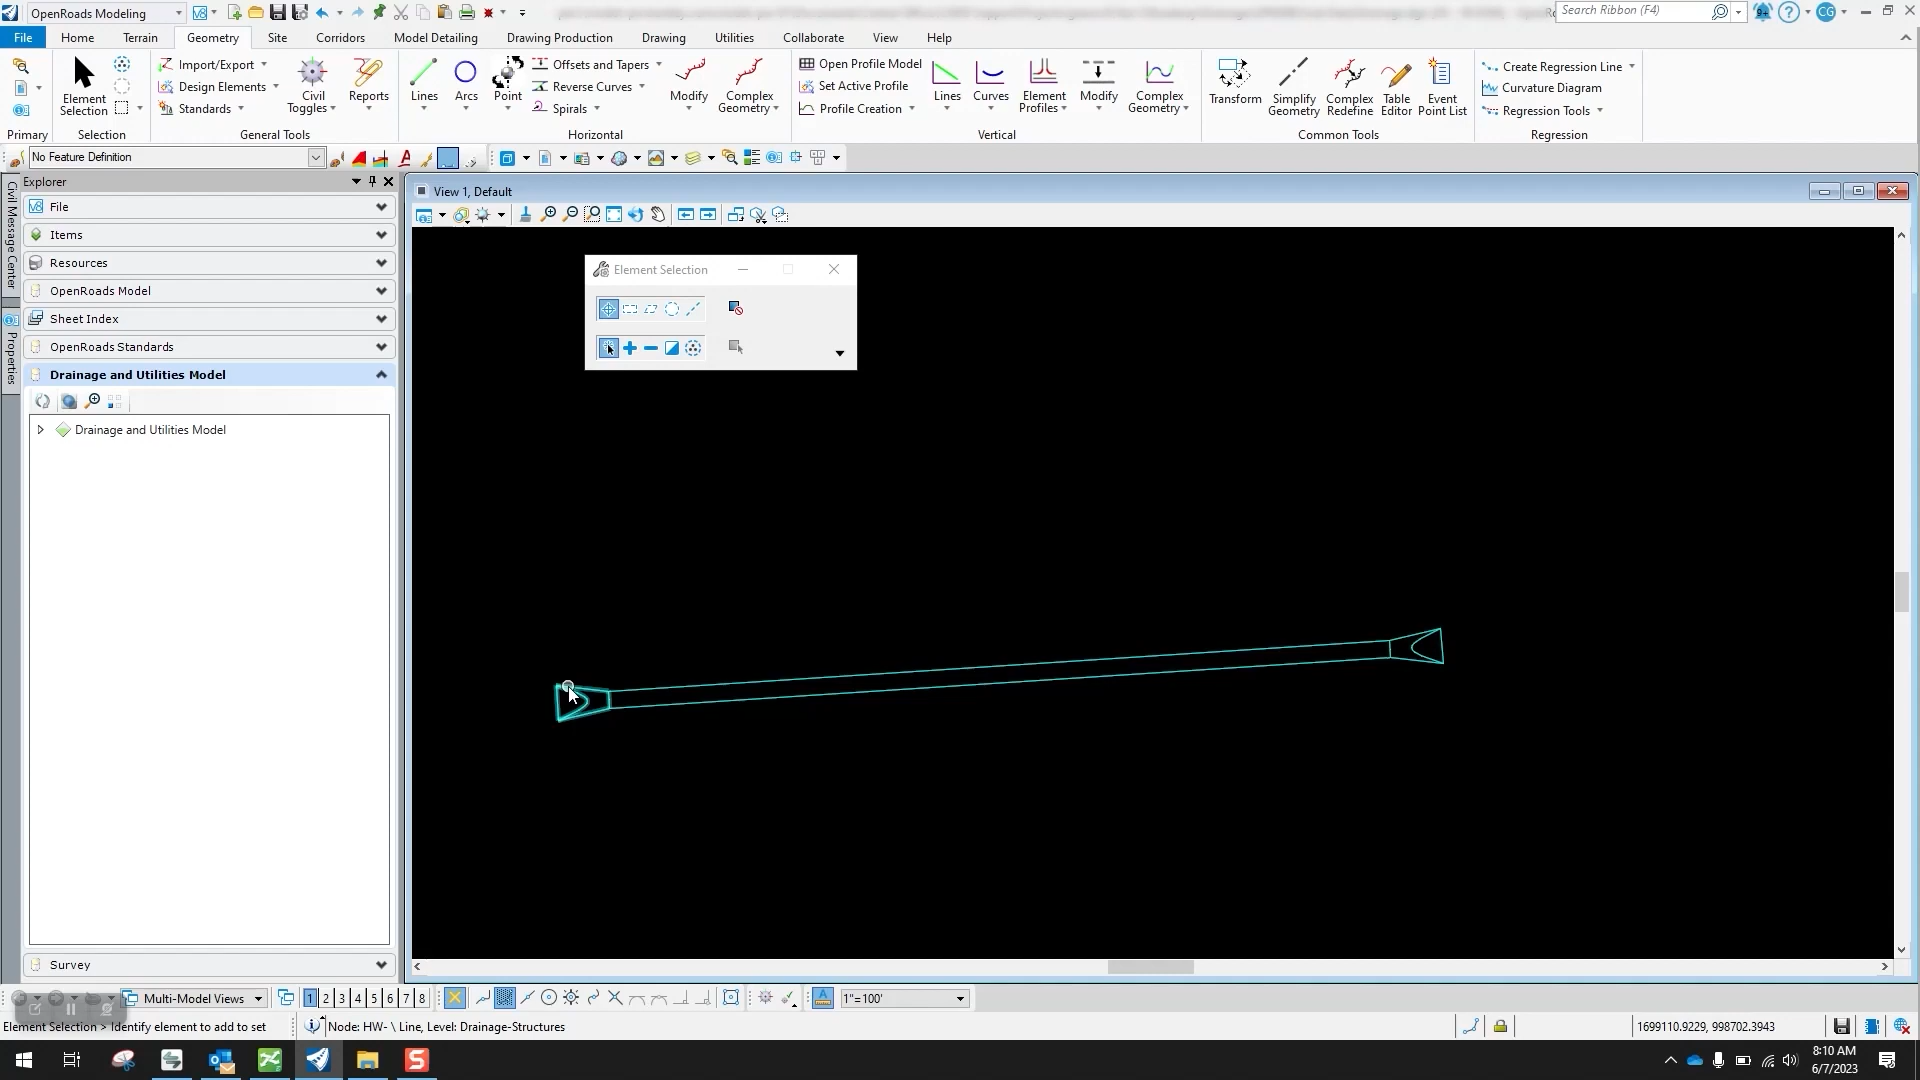 OpenRoads Modeling
Search Ribbon (F4)
CG
File
Home
Terrain
Geometry
Site
Corridors
Model Detailing
Drawing Production
Drawing
Utilities
Collaborate
View
Help
Element
Selection
Import/Export
Design Elements
Standards
Civil
Toggles
Reports
Lines
Arcs
Point
Offsets and Tapers
Reverse Curves
Spirals
Modify
Complex
Geometry
Open Profile Model
Set Active Profile
Profile Creation
Lines
Curves
Element
Profiles
Modify
Complex
Geometry
Transform
Simplify
Geometry
Complex
Redefine
Table
Editor
Event
Point List
Create Regression Line
Curvature Diagram
Regression Tools
Primary
Selection
General Tools
Horizontal
Vertical
Common Tools
Regression
No Feature Definition
Civil Message Center
Properties
Explorer
File
Items
Resources
OpenRoads Model
Sheet Index
OpenRoads Standards
Drainage and Utilities Model
Drainage and Utilities Model
Survey
View 1, Default
Element Selection
Multi-Model Views
1 2 3 4 5 6 7 8
1"=100'
Element Selection > Identify element to add to set
Node: HW- \ Line, Level: Drainage-Structures
1699110.9229, 998702.3943
8:10 AM
6/7/2023